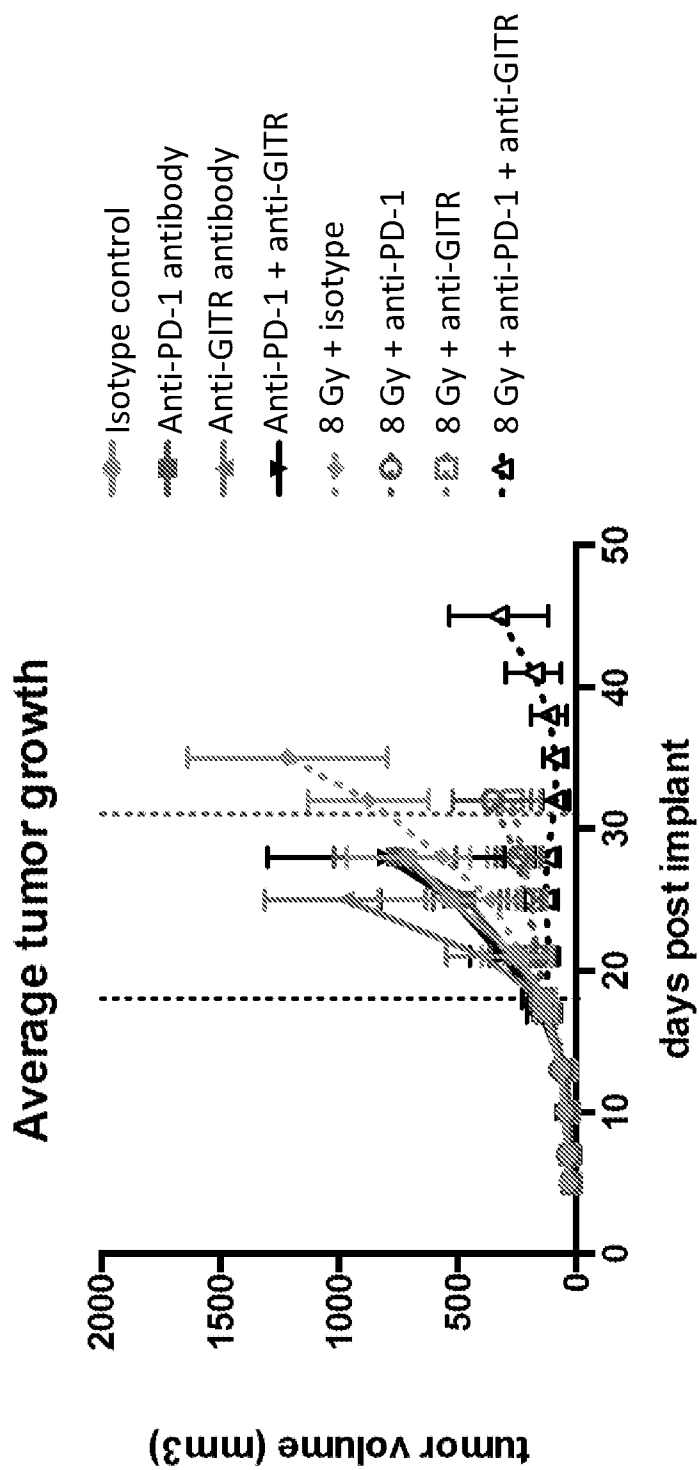 Average tumor growth
tumor volume (mm3)
2000
1500
1000
500
0
0
10
20
30
40
50
days post implant
Isotype control
Anti-PD-1 antibody
Anti-GITR antibody
Anti-PD-1 + anti-GITR
8 Gy + isotype
8 Gy + anti-PD-1
8 Gy + anti-GITR
8 Gy + anti-PD-1 + anti-GITR